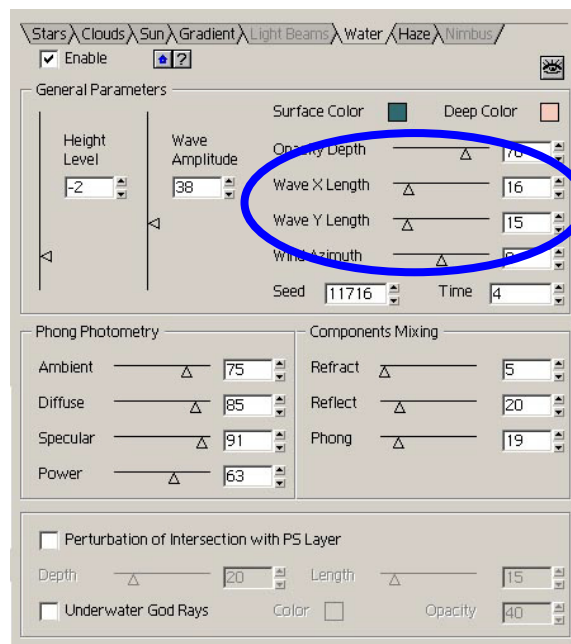 Stars Clouds Sun Gradient Light Beams Water Haze Nimbus
Enable ?
General Parameters
Surface Color Deep Color
Height Level -2
Wave Amplitude 38
Opacity Depth
Wave X Length 16
Wave Y Length 15
Wind Azimuth
Seed 11716 Time 4
Phong Photometry
Ambient 75
Diffuse 85
Specular 91
Power 63
Components Mixing
Refract 5
Reflect 20
Phong 19
Perturbation of Intersection with PS Layer
Depth 20 Length 15
Underwater God Rays Color Opacity 40